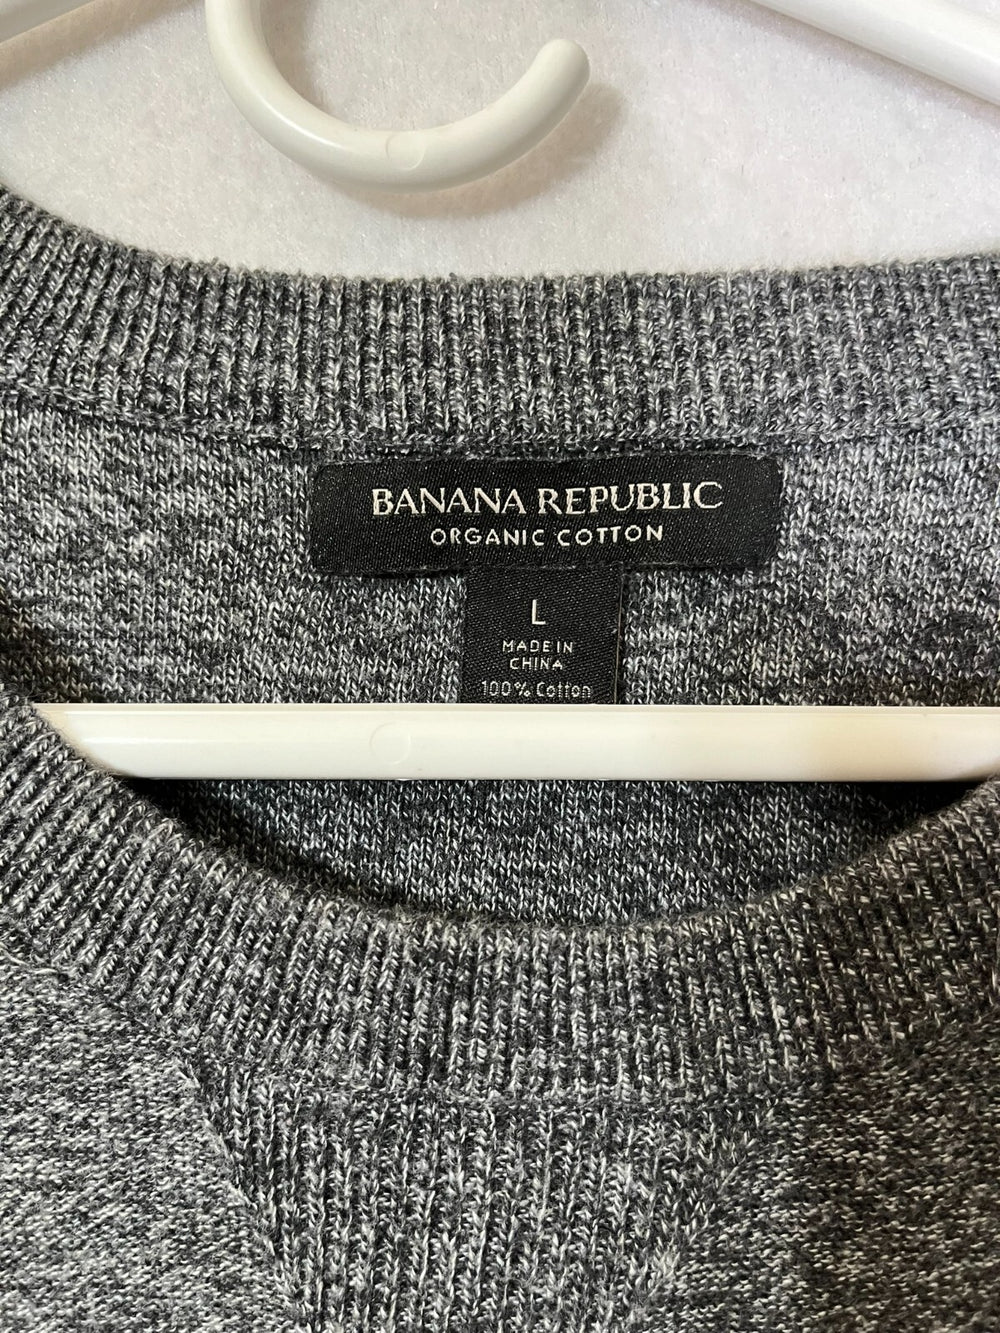 BANANA REPUBLIC
ORGANIC COTTON
L
MADE IN
CHINA
100% Cotton